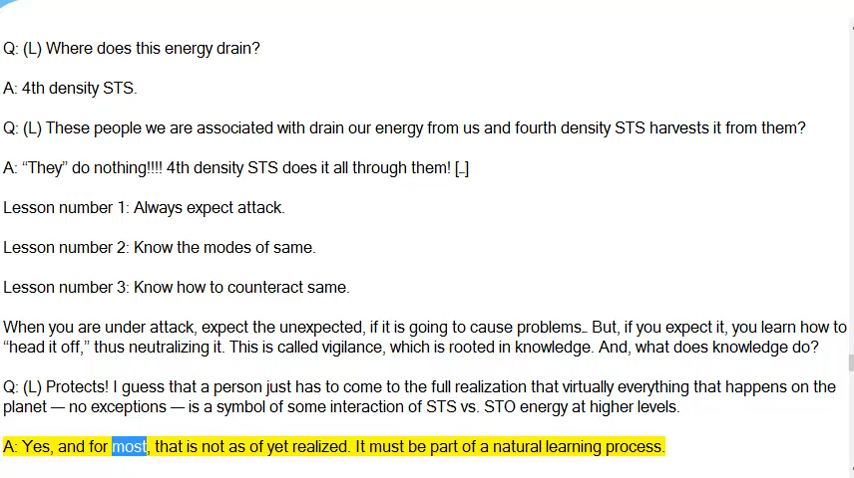 Q: (L) Where does this energy drain?
A: 4th density STS.
Q: (L) These people we are associated with drain our energy from us and fourth density STS harvests it from them?
A: “They” do nothing!!!! 4th density STS does it all through them! [...]
Lesson number 1: Always expect attack.
Lesson number 2: Know the modes of same.
Lesson number 3: Know how to counteract same.
When you are under attack, expect the unexpected, if it is going to cause problems... But, if you expect it, you learn how to
“head it off,” thus neutralizing it. This is called vigilance, which is rooted in knowledge. And, what does knowledge do?
Q: (L) Protects! I guess that a person just has to come to the full realization that virtually everything that happens on the
planet — no exceptions — is a symbol of some interaction of STS vs. STO energy at higher levels.
A: Yes, and for most, that is not as of yet realized. It must be part of a natural learning process.